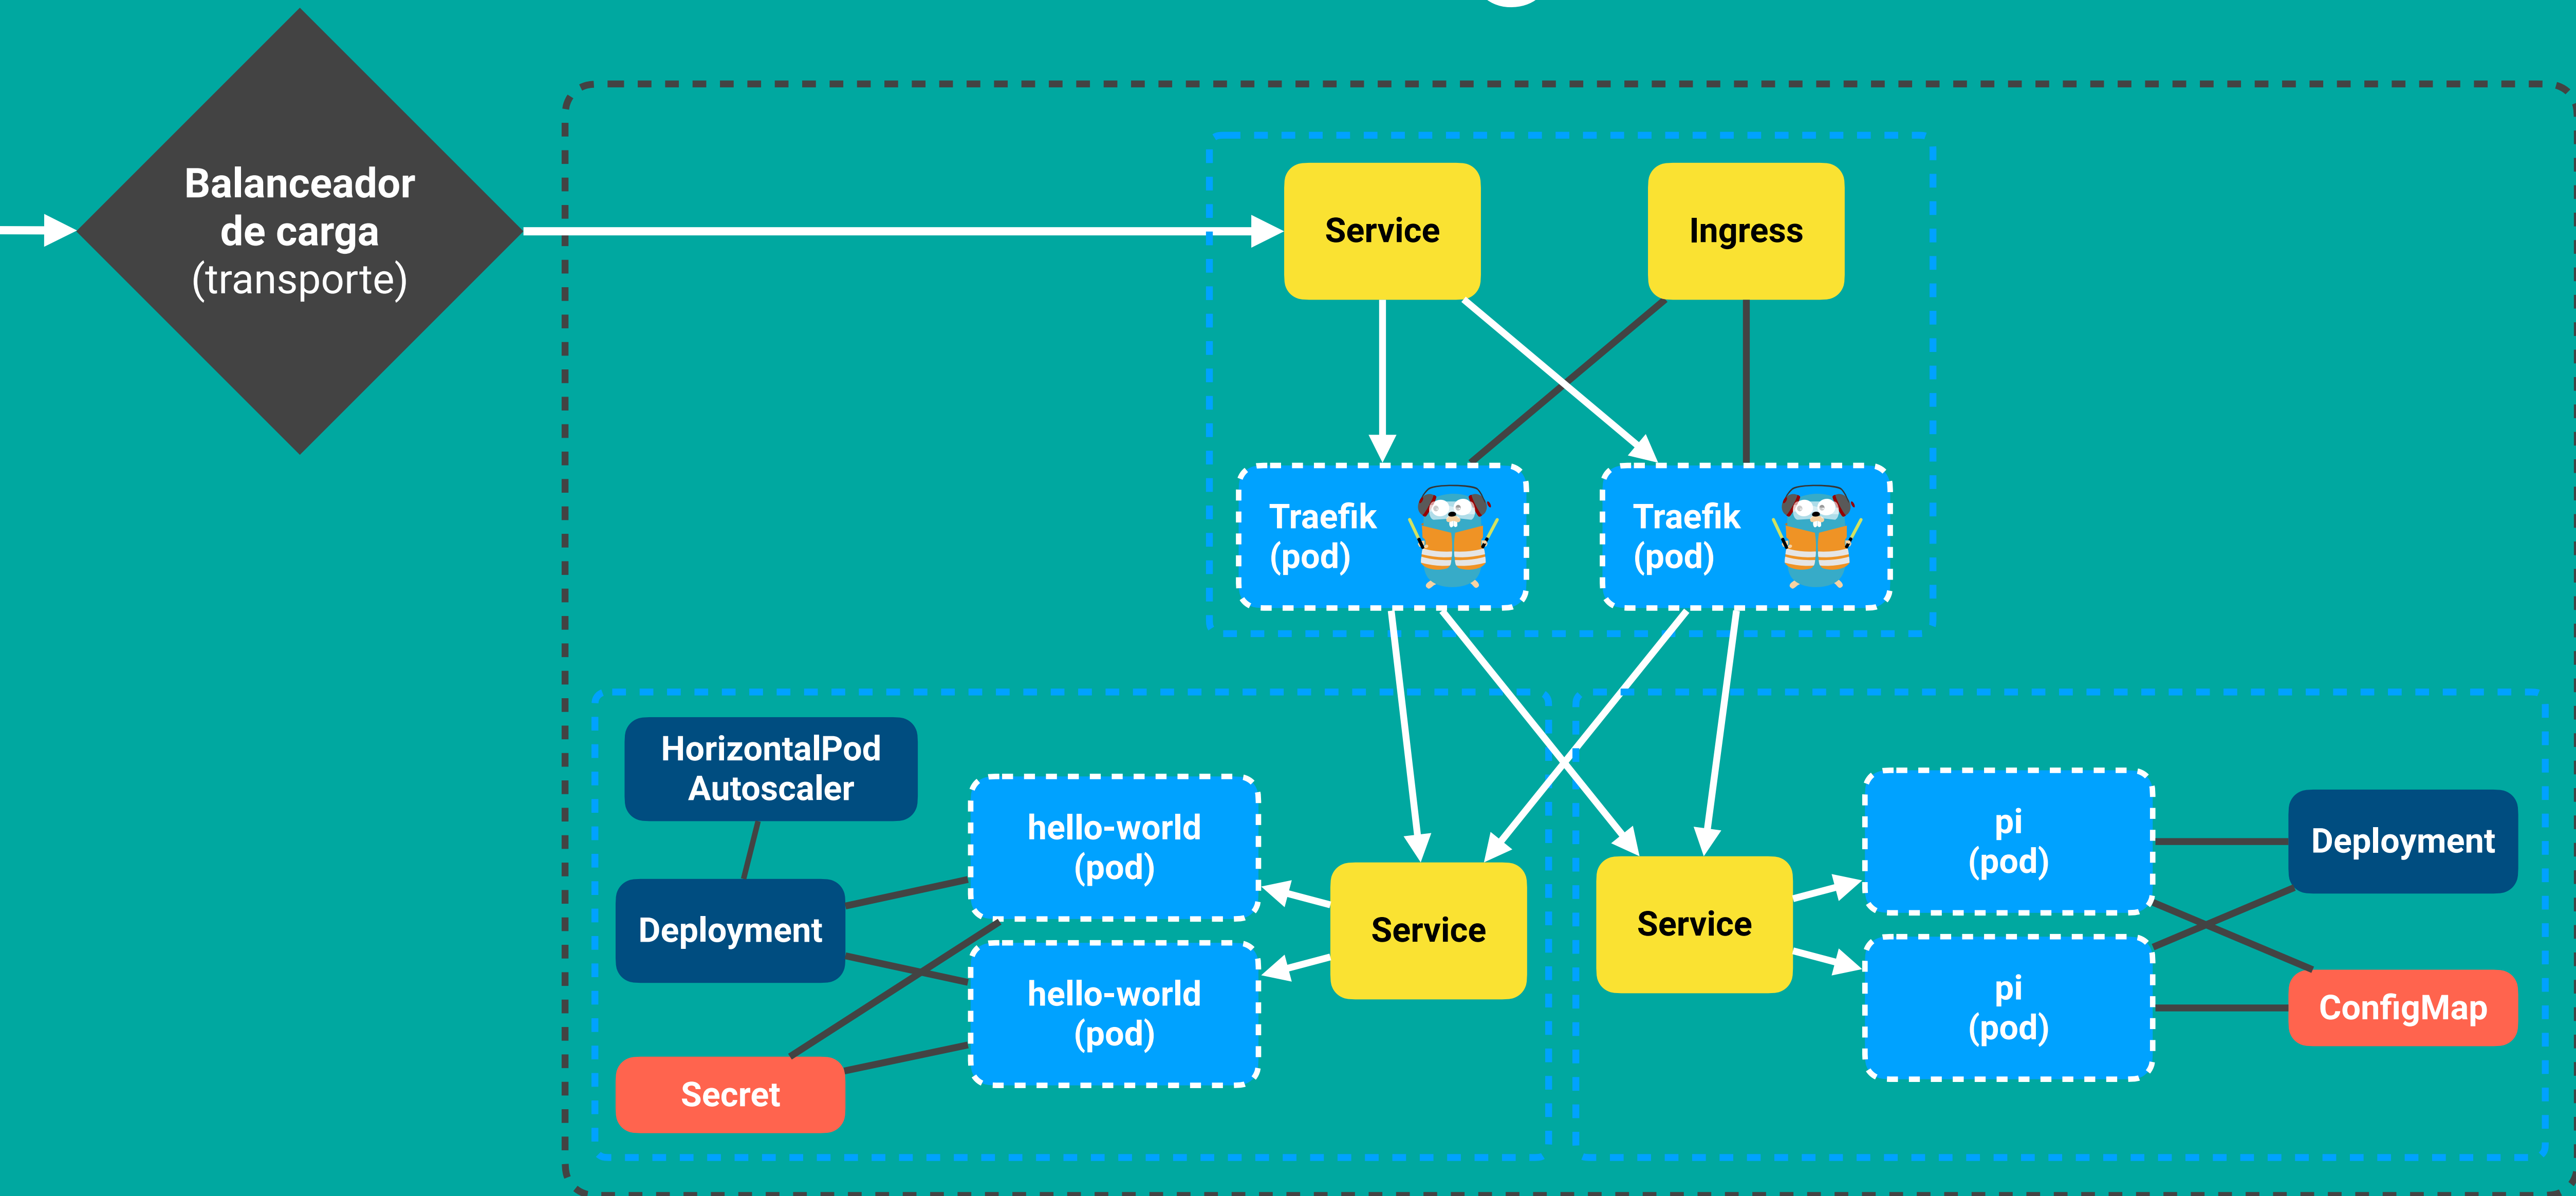 Balanceador
de carga
(transporte)
Service
Ingress
Traefik
(pod)
Traefik
(pod)
HorizontalPod
Autoscaler
hello-world
(pod)
Deployment
hello-world
(pod)
Secret
Service
Service
pi
(pod)
pi
(pod)
Deployment
ConfigMap